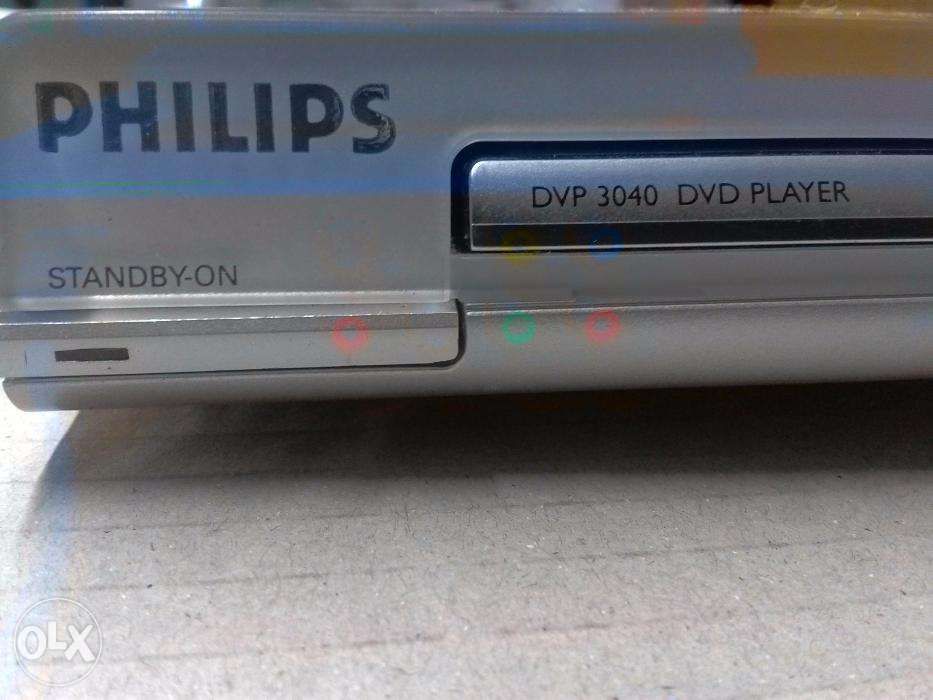 PHILIPS
DVP 3040 DVD PLAYER
STANDBY-ON
OLX